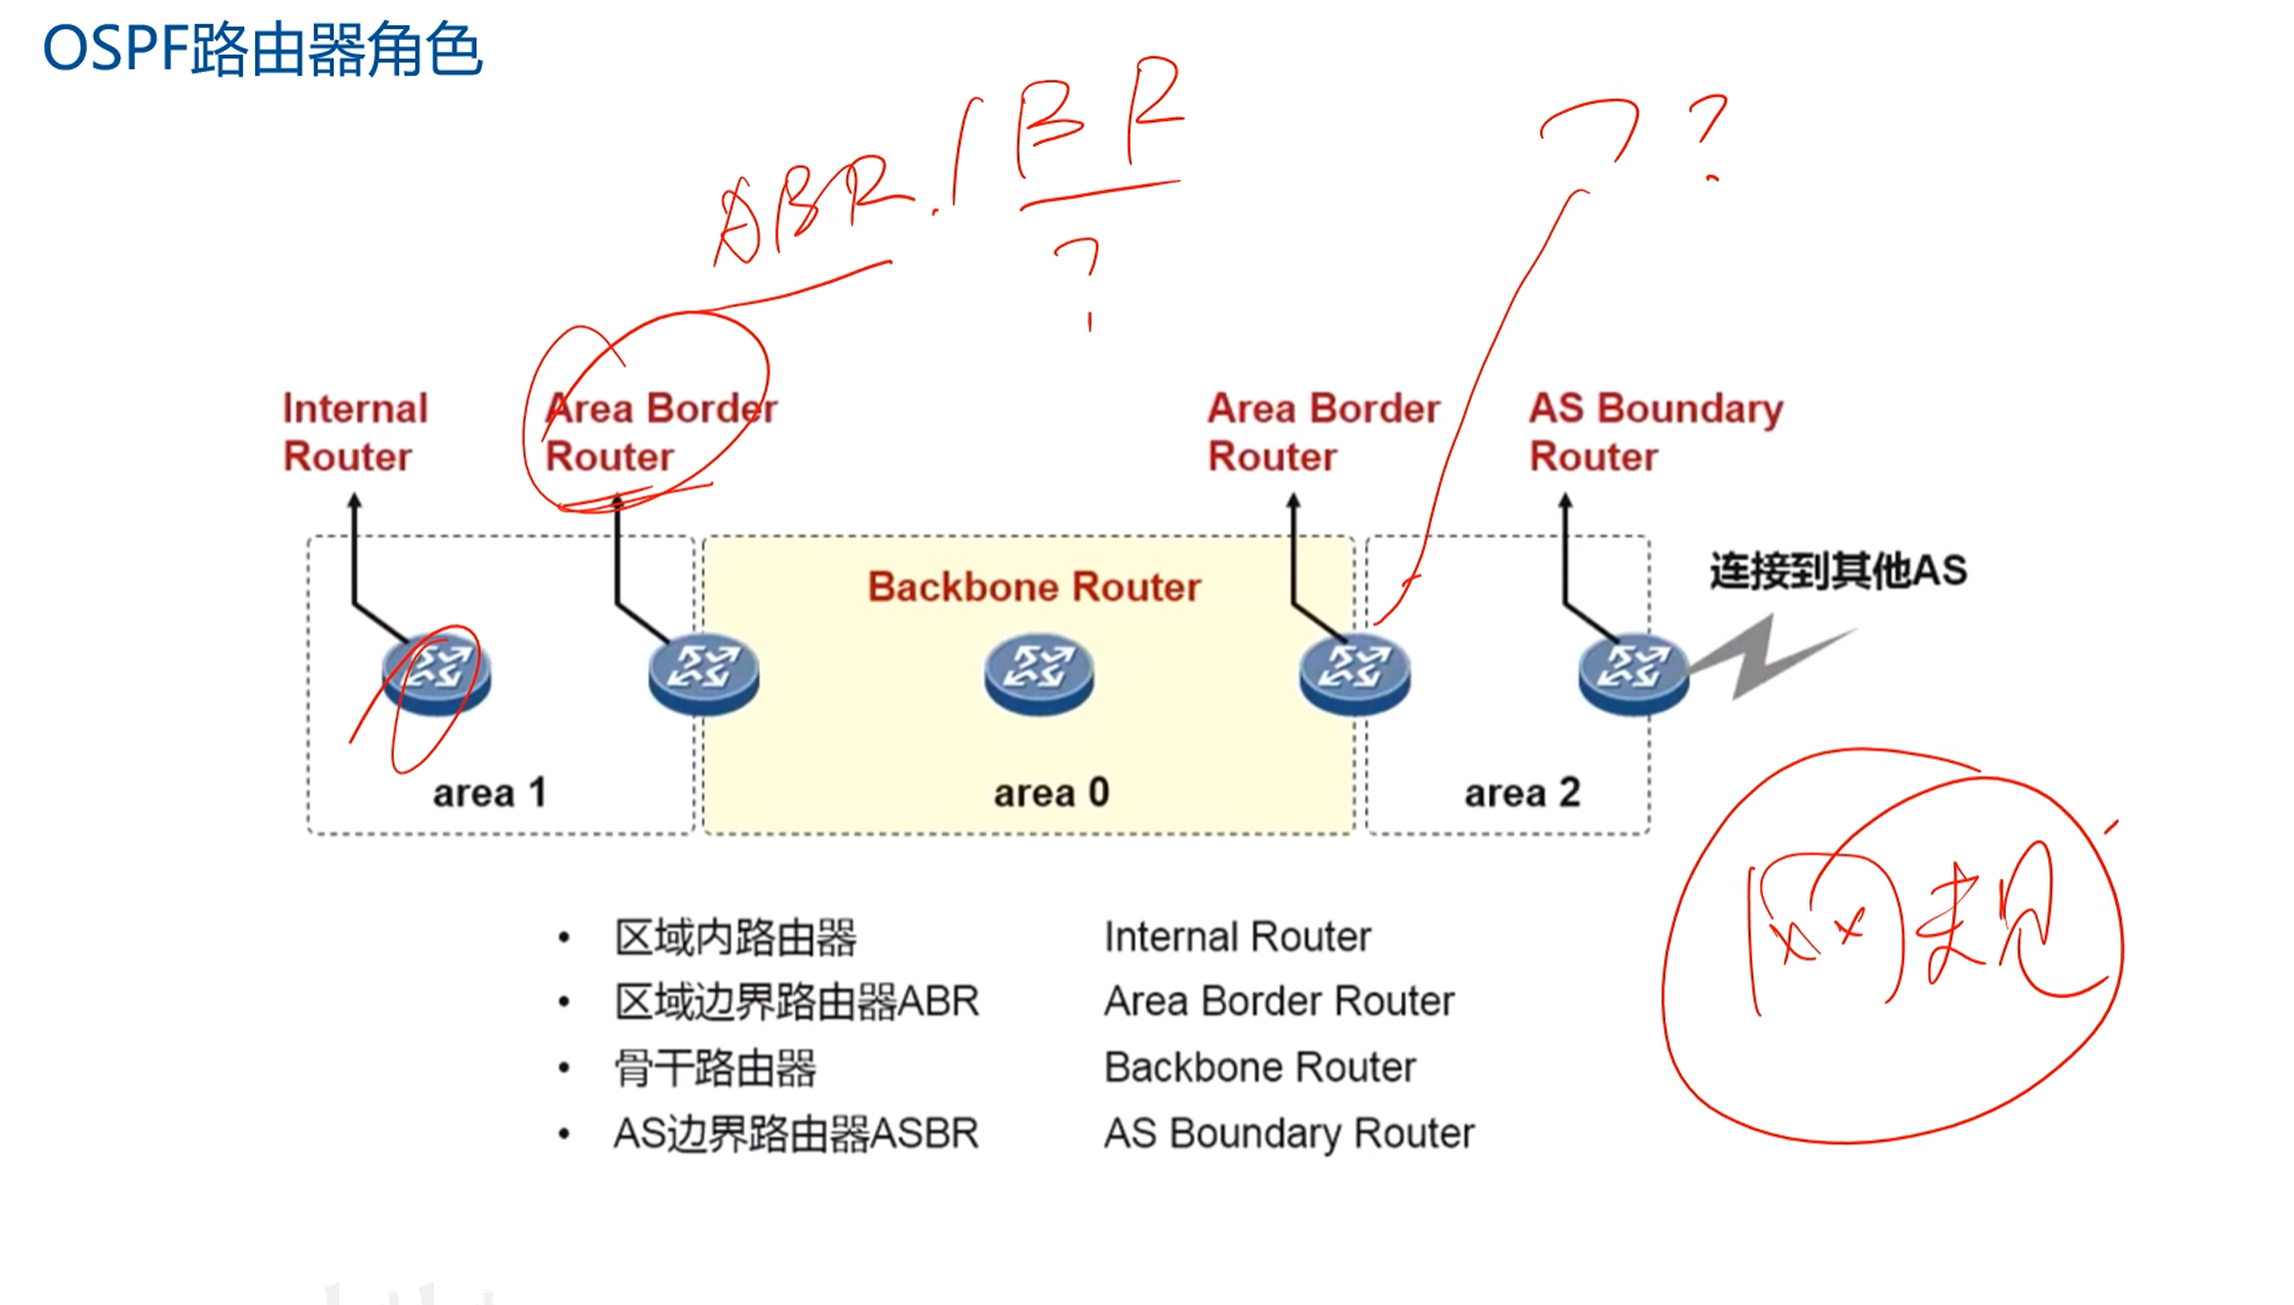 OSPF路由器角色
ABR. / BR
?
?
Internal Router
Area Border Router
Area Border Router
AS Boundary Router
Backbone Router
连接到其他AS
area 1
area 0
area 2
网规
• 区域内路由器 Internal Router
• 区域边界路由器ABR Area Border Router
• 骨干路由器 Backbone Router
• AS边界路由器ASBR AS Boundary Router